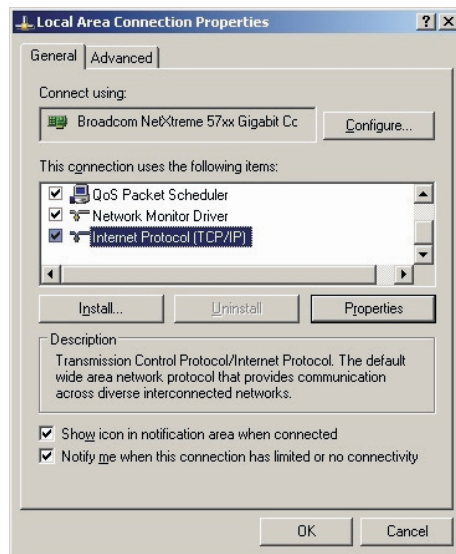 Local Area Connection Properties
General Advanced
Connect using:
Broadcom NetXtreme 57xx Gigabit Cc
Configure...
This connection uses the following items:
QoS Packet Scheduler
Network Monitor Driver
Internet Protocol (TCP/IP)
Install... Uninstall Properties
Description
Transmission Control Protocol/Internet Protocol. The default
wide area network protocol that provides communication
across diverse interconnected networks.
Show icon in notification area when connected
Notify me when this connection has limited or no connectivity
OK Cancel